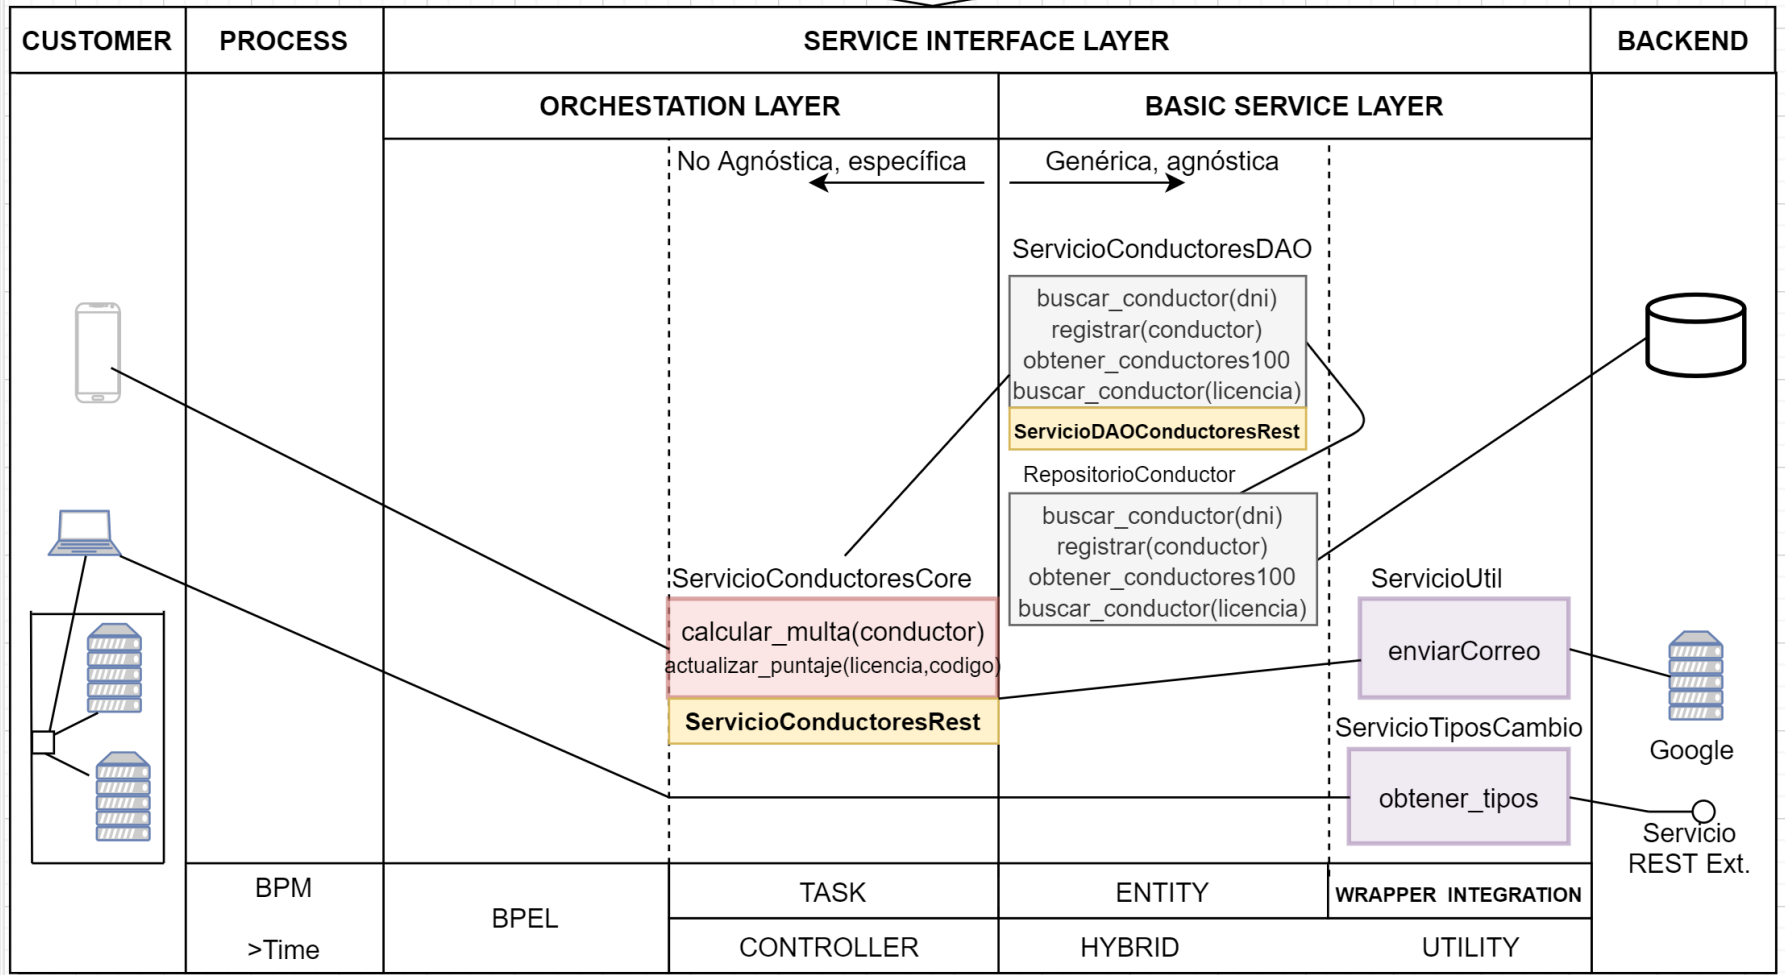 CUSTOMER
PROCESS
SERVICE INTERFACE LAYER
BACKEND
ORCHESTATION LAYER
BASIC SERVICE LAYER
No Agnóstica, específica
Genérica, agnóstica
ServicioConductoresDAO
buscar_conductor(dni)
registrar(conductor)
obtener_conductores100
buscar_conductor(licencia)
ServicioDAOConductoresRest
RepositorioConductor
buscar_conductor(dni)
registrar(conductor)
obtener_conductores100
buscar_conductor(licencia)
ServicioConductoresCore
calcular_multa(conductor)
actualizar_puntaje(licencia,codigo)
ServicioConductoresRest
ServicioUtil
enviarCorreo
ServicioTiposCambio
obtener_tipos
Google
Servicio
REST Ext.
BPM
>Time
BPEL
TASK
ENTITY
WRAPPER INTEGRATION
CONTROLLER
HYBRID
UTILITY